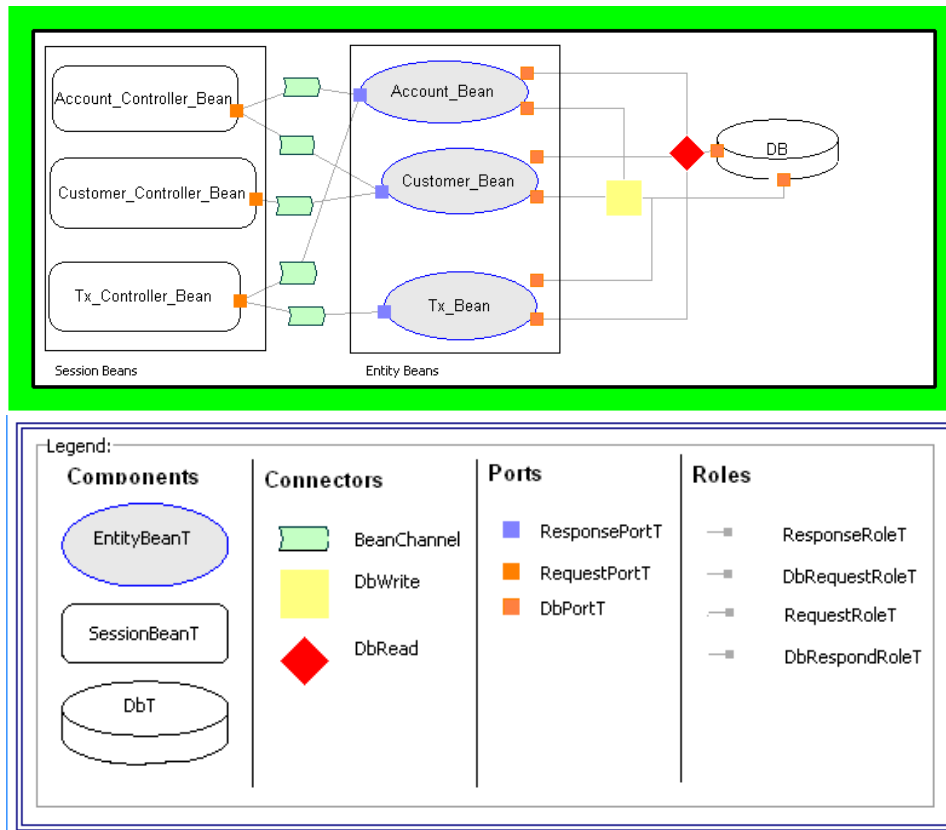 Account_Controller_Bean
Account_Bean
DB
Customer_Controller_Bean
Customer_Bean
Tx_Controller_Bean
Tx_Bean
Session Beans
Entity Beans
Legend:
Components
EntityBeanT
SessionBeanT
DbT
Connectors
BeanChannel
DbWrite
DbRead
Ports
ResponsePortT
RequestPortT
DbPortT
Roles
ResponseRoleT
DbRequestRoleT
RequestRoleT
DbRespondRoleT